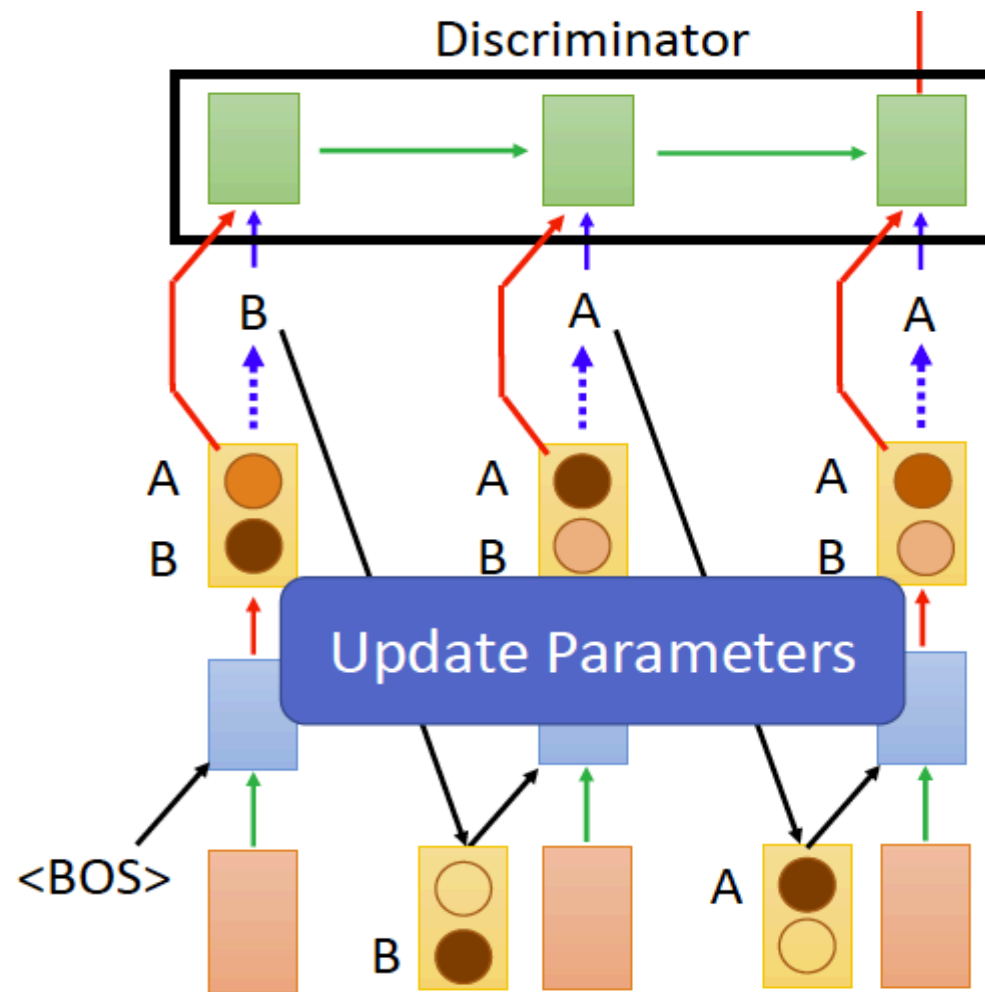 Discriminator
B A A
A A A
B B B
Update Parameters
<BOS>
A
B